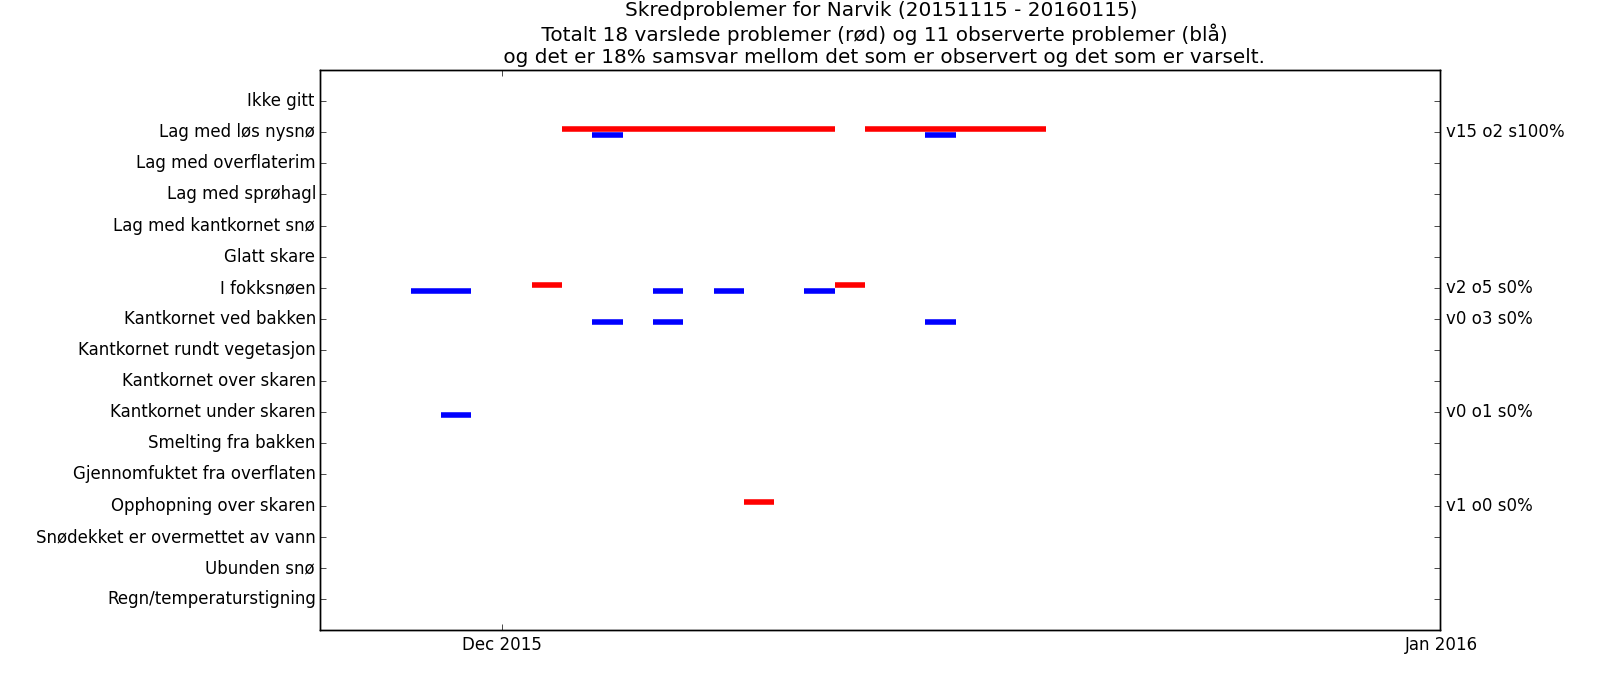 Skredproblemer for Narvik (20151115 - 20160115)
Totalt 18 varslede problemer (rød) og 11 observerte problemer (blå)
og det er 18% samsvar mellom det som er observert og det som er varselt.
Ikke gitt
Lag med løs nysnø v15 o2 s100%
Lag med overflaterim
Lag med sprøhagl
Lag med kantkornet snø
Glatt skare
I fokksnøen v2 o5 s0%
Kantkornet ved bakken v0 o3 s0%
Kantkornet rundt vegetasjon
Kantkornet over skaren
Kantkornet under skaren v0 o1 s0%
Smelting fra bakken
Gjennomfuktet fra overflaten
Opphopning over skaren v1 o0 s0%
Snødekket er overmettet av vann
Ubunden snø
Regn/temperaturstigning
Dec 2015 Jan 2016